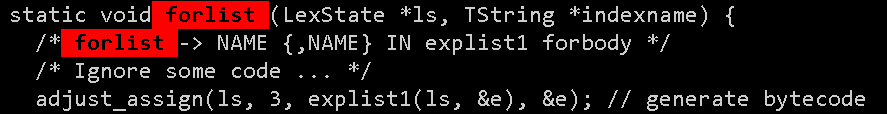 static void forlist (LexState *ls, TString *indexname) {
/* forlist -> NAME {,NAME} IN explist1 forbody */
/* Ignore some code ... */
adjust_assign(ls, 3, explist1(ls, &e), &e); // generate bytecode